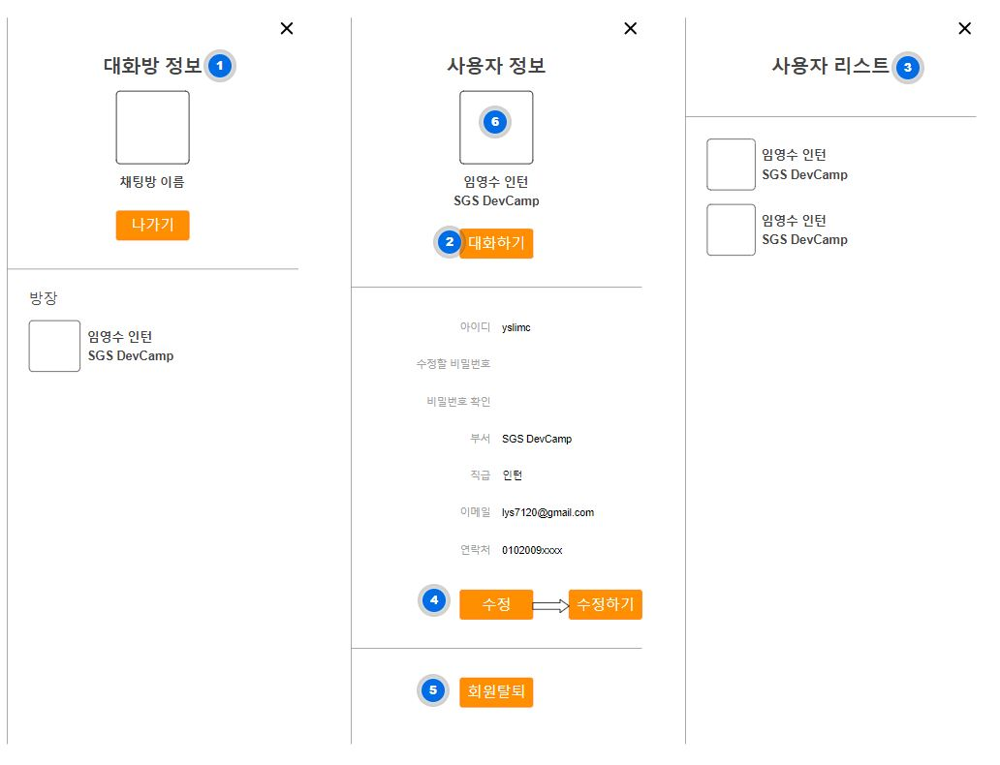 대화방 정보 1
채팅방 이름
나가기
방장
임영수 인턴
SGS DevCamp
사용자 정보
6
임영수 인턴
SGS DevCamp
2 대화하기
아이디 yslimc
수정할 비밀번호
비밀번호 확인
부서 SGS DevCamp
직급 인턴
이메일 lys7120@gmail.com
연락처 0102009xxxx
4 수정 수정하기
5 회원탈퇴
사용자 리스트 3
임영수 인턴
SGS DevCamp
임영수 인턴
SGS DevCamp